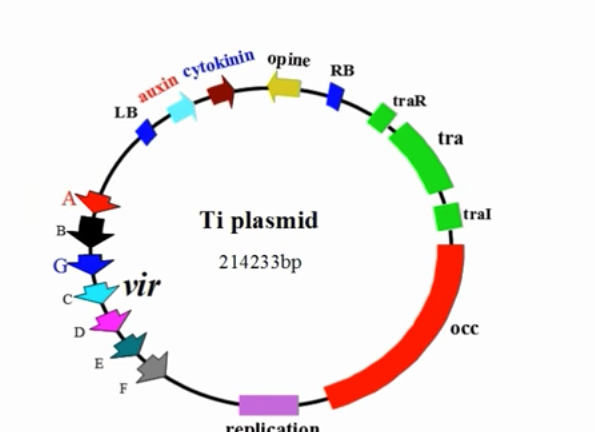 auxin
cytokinin
opine
RB
LB
traR
tra
A
Ti plasmid
traI
B
214233bp
G
vir
C
D
occ
E
F
replication